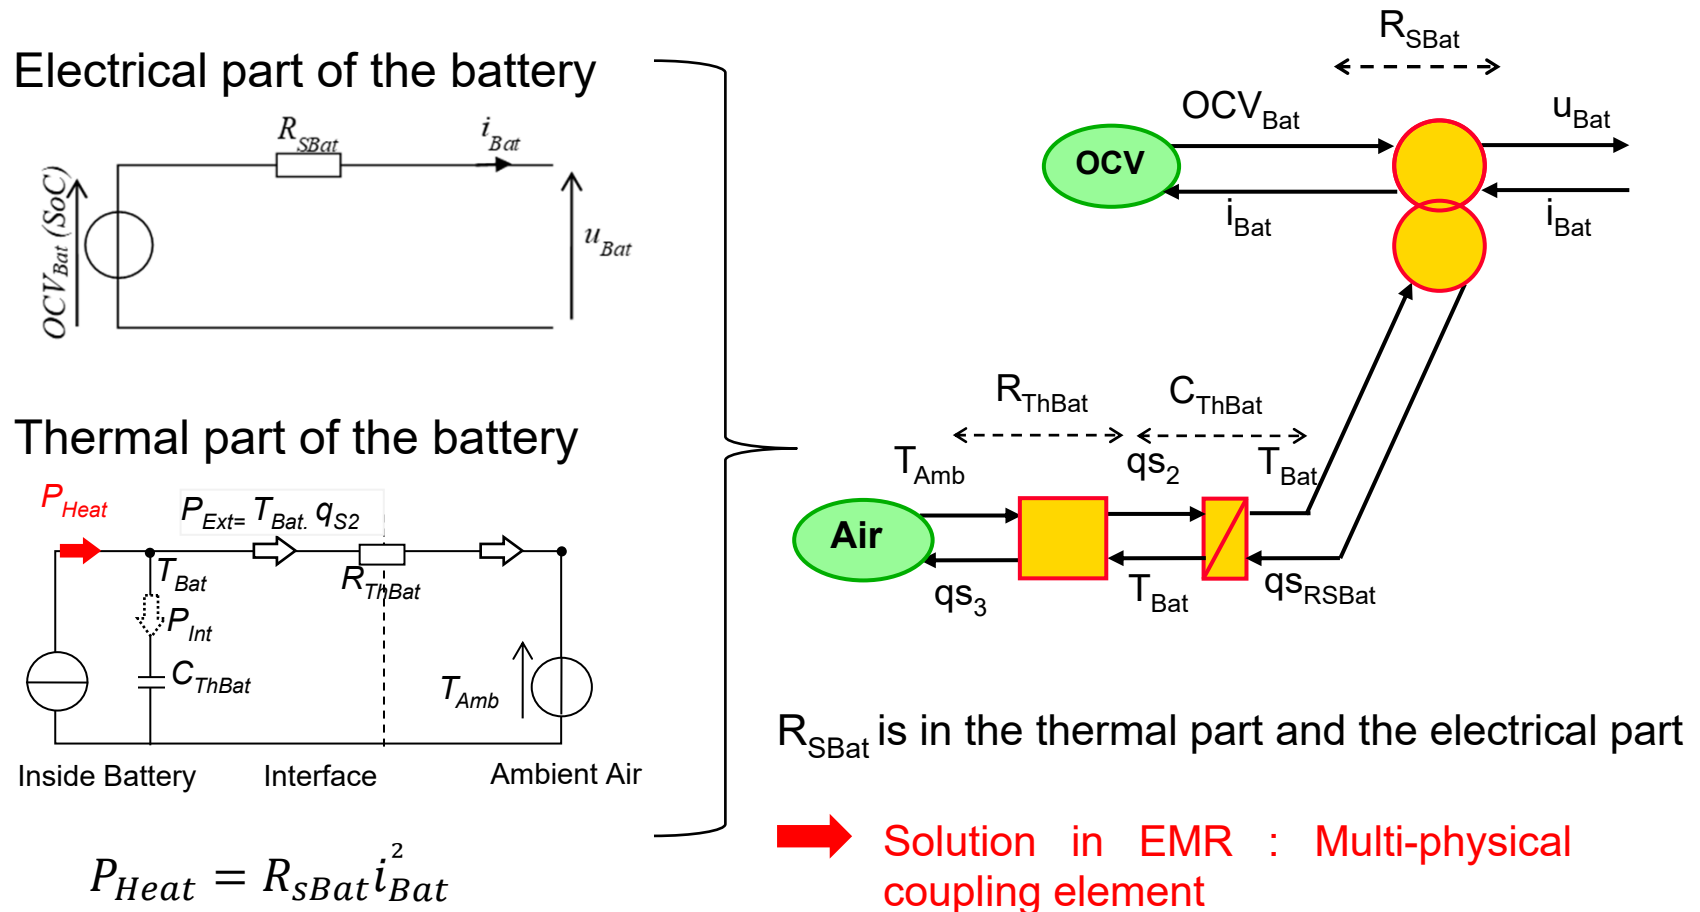 Electrical part of the battery
R_SBat
i_Bat
OCV_Bat (SoC)
u_Bat
Thermal part of the battery
P_Heat
P_Ext= T_Bat. q_S2
T_Bat
R_ThBat
P_Int
C_ThBat
T_Amb
Inside Battery
Interface
Ambient Air
P_Heat = R_sBat i_Bat^2
R_SBat
OCV_Bat
u_Bat
OCV
i_Bat
i_Bat
R_ThBat
C_ThBat
T_Amb
qs_2
T_Bat
Air
qs_3
T_Bat
qs_RSBat
R_SBat is in the thermal part and the electrical part
Solution in EMR : Multi-physical
coupling element